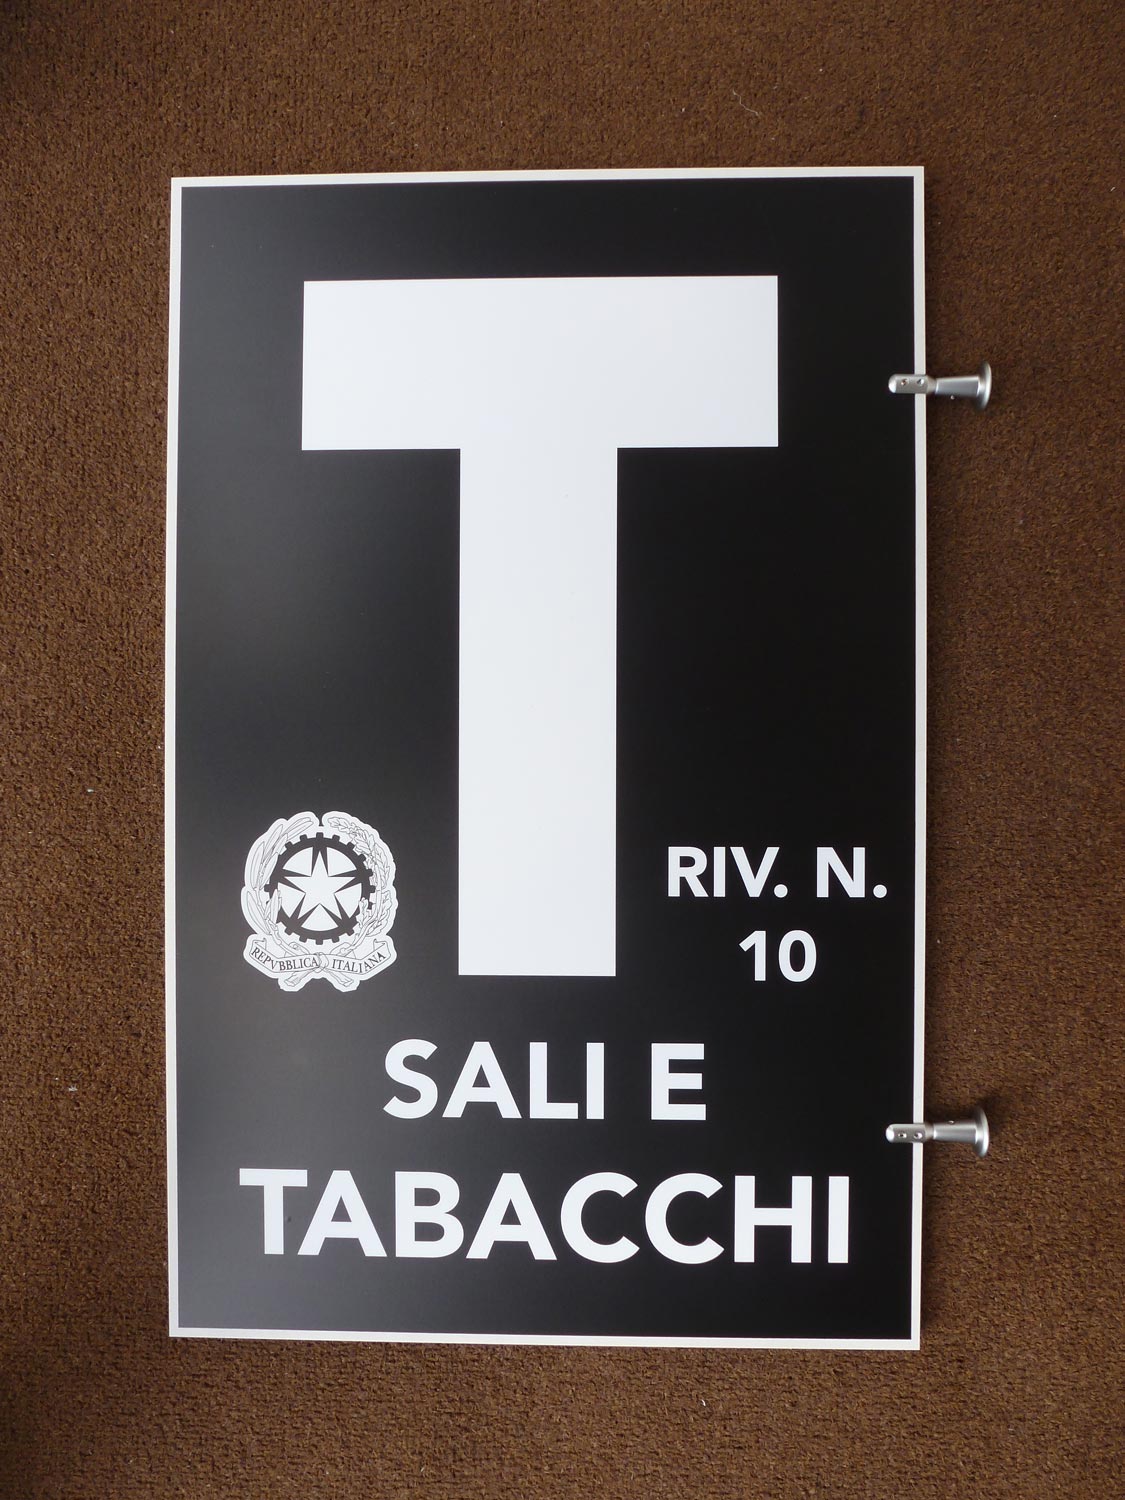 T
RIV. N.
10
REPVBBLICA ITALIANA
SALI E
TABACCHI